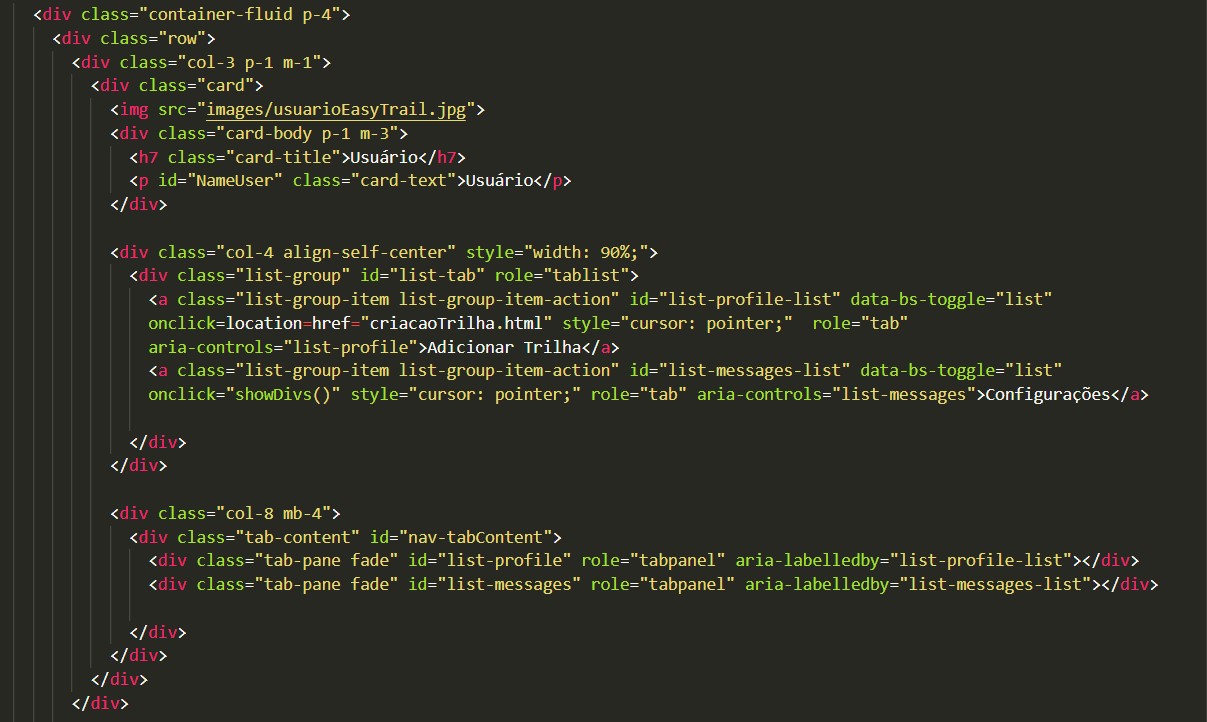 <div class="container-fluid p-4">
<div class="row">
<div class="col-3 p-1 m-1">
<div class="card">
<img src="images/usuarioEasyTrail.jpg">
<div class="card-body p-1 m-3">
<h7 class="card-title">Usuário</h7>
<p id="NameUser" class="card-text">Usuário</p>
</div>
<div class="col-4 align-self-center" style="width: 90%;">
<div class="list-group" id="list-tab" role="tablist">
<a class="list-group-item list-group-item-action" id="list-profile-list" data-bs-toggle="list"
onclick=location=href="criacaoTrilha.html" style="cursor: pointer;"  role="tab"
aria-controls="list-profile">Adicionar Trilha</a>
<a class="list-group-item list-group-item-action" id="list-messages-list" data-bs-toggle="list"
onclick="showDivs()" style="cursor: pointer;" role="tab" aria-controls="list-messages">Configurações</a>
</div>
</div>
<div class="col-8 mb-4">
<div class="tab-content" id="nav-tabContent">
<div class="tab-pane fade" id="list-profile" role="tabpanel" aria-labelledby="list-profile-list"></div>
<div class="tab-pane fade" id="list-messages" role="tabpanel" aria-labelledby="list-messages-list"></div>
</div>
</div>
</div>
</div>